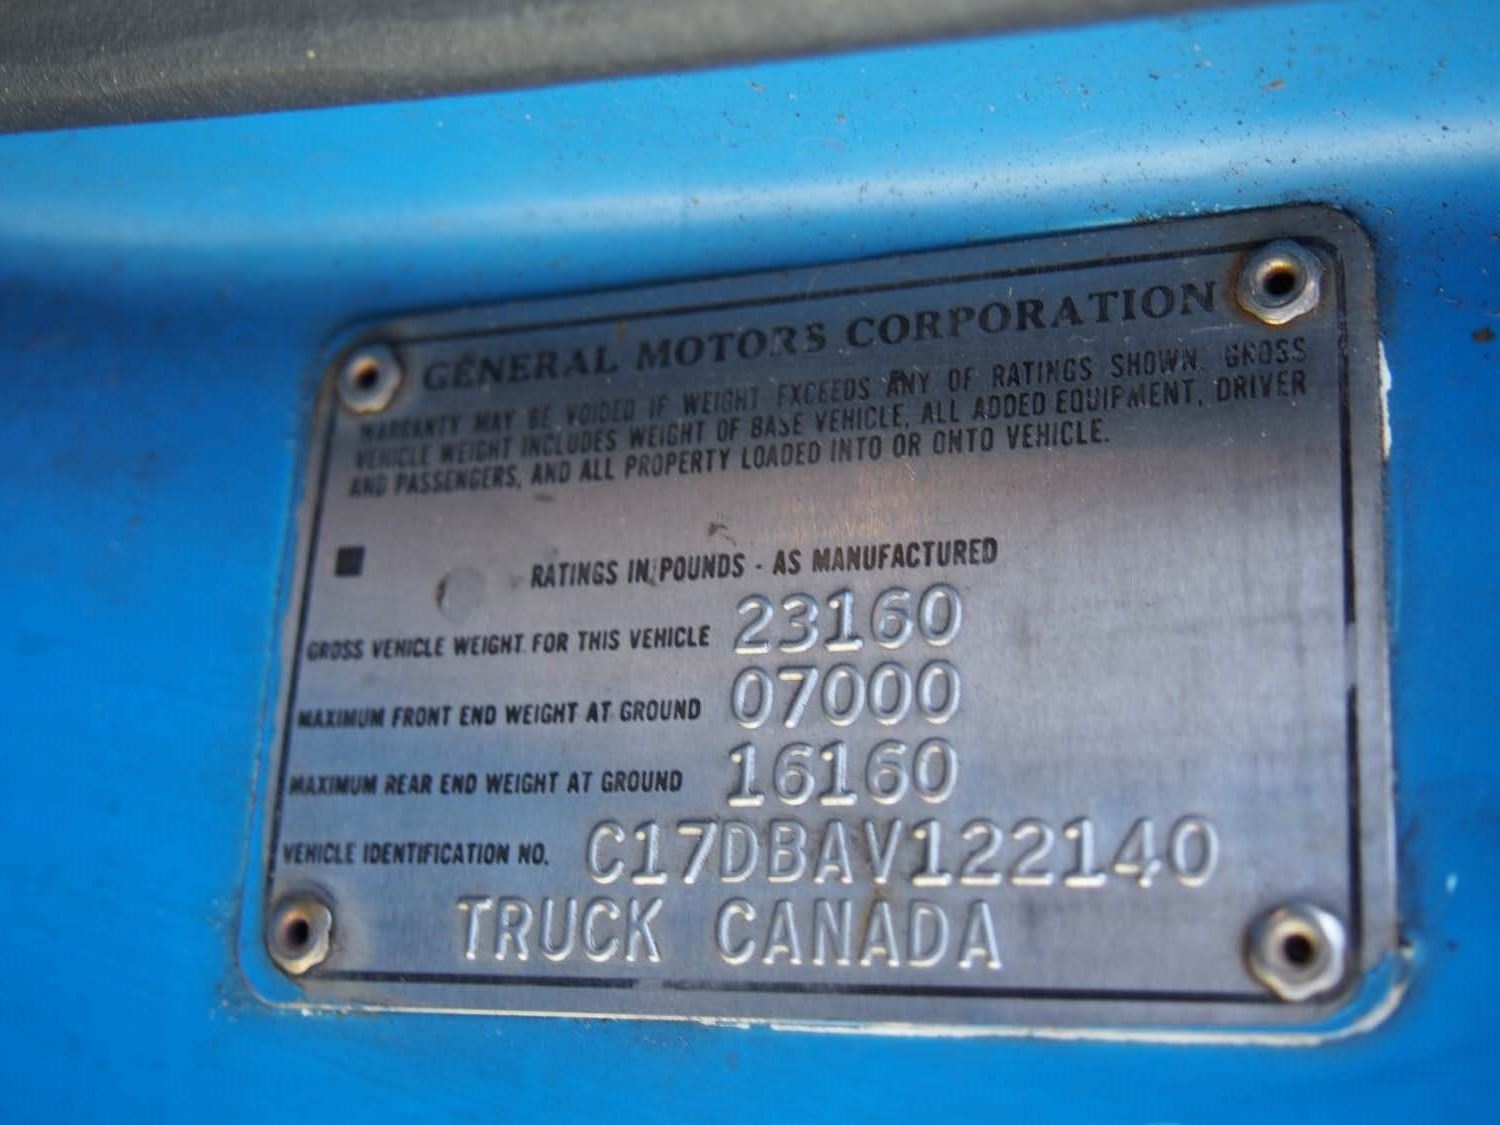 GENERAL MOTORS CORPORATION
WARRANTY MAY BE VOIDED IF WEIGHT EXCEEDS ANY OF RATINGS SHOWN. GROSS
VEHICLE WEIGHT INCLUDES WEIGHT OF BASE VEHICLE, ALL ADDED EQUIPMENT, DRIVER
AND PASSENGERS, AND ALL PROPERTY LOADED INTO OR ONTO VEHICLE.
RATINGS IN POUNDS - AS MANUFACTURED
GROSS VEHICLE WEIGHT FOR THIS VEHICLE 23160
MAXIMUM FRONT END WEIGHT AT GROUND 07000
MAXIMUM REAR END WEIGHT AT GROUND 16160
VEHICLE IDENTIFICATION NO. C17DBAV122140
TRUCK CANADA